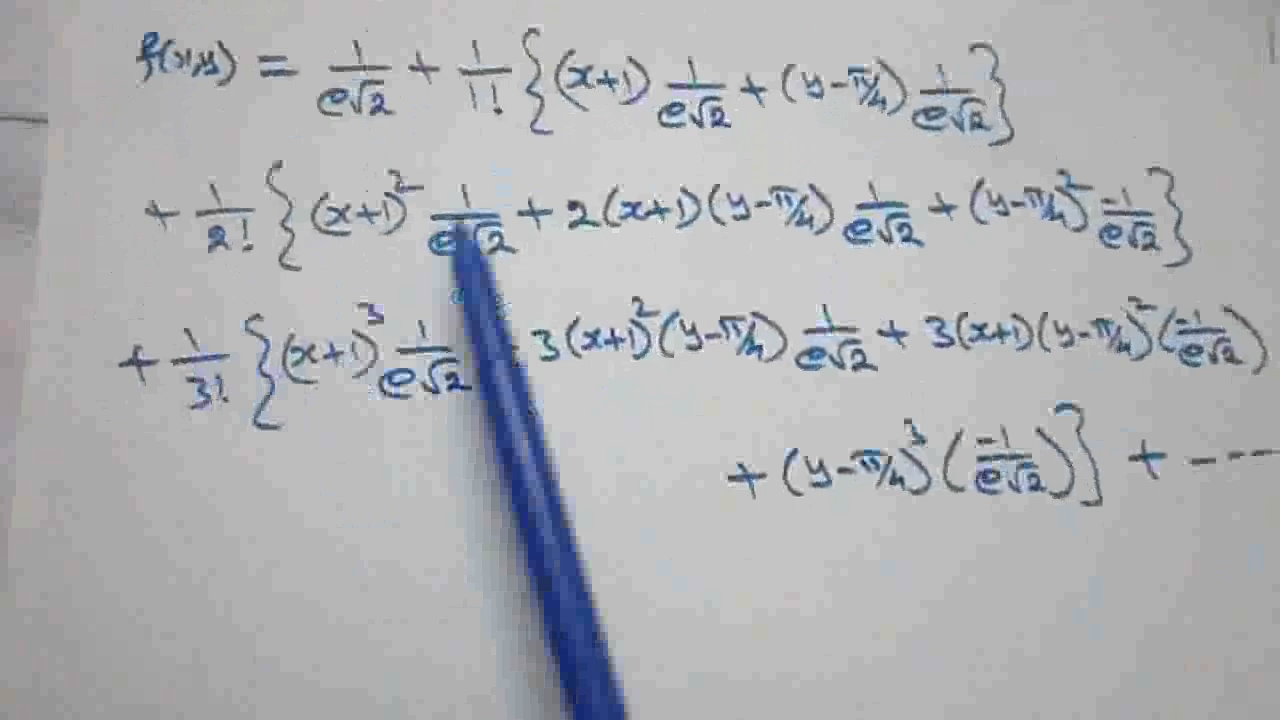 f(x,y) = 1/e√2 + 1/1! {(x+1) 1/e√2 + (y-π/4) 1/e√2}
+ 1/2! {(x+1)² 1/e√2 + 2(x+1)(y-π/4) 1/e√2 + (y-π/4)² -1/e√2}
+ 1/3! {(x+1)³ 1/e√2 3(x+1)²(y-π/4) 1/e√2 + 3(x+1)(y-π/4)² (-1/e√2)
+ (y-π/4)³ (-1/e√2)} + ----